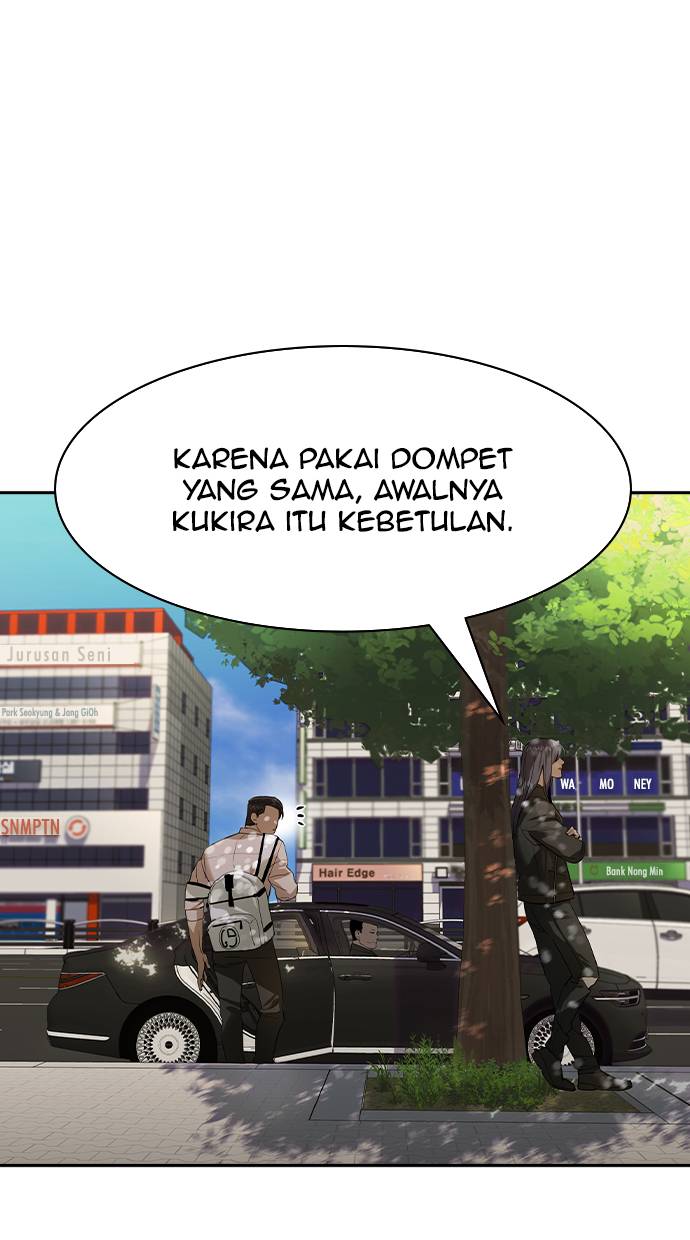 KARENA PAKAI DOMPET
YANG SAMA, AWALNYA
KUKIRA ITU KEBETULAN.
Jurusan Seni
Park Seokyung & Jang GiOh
SNMPTN
WA MO NEY
Hair Edge
Bank Nong Min